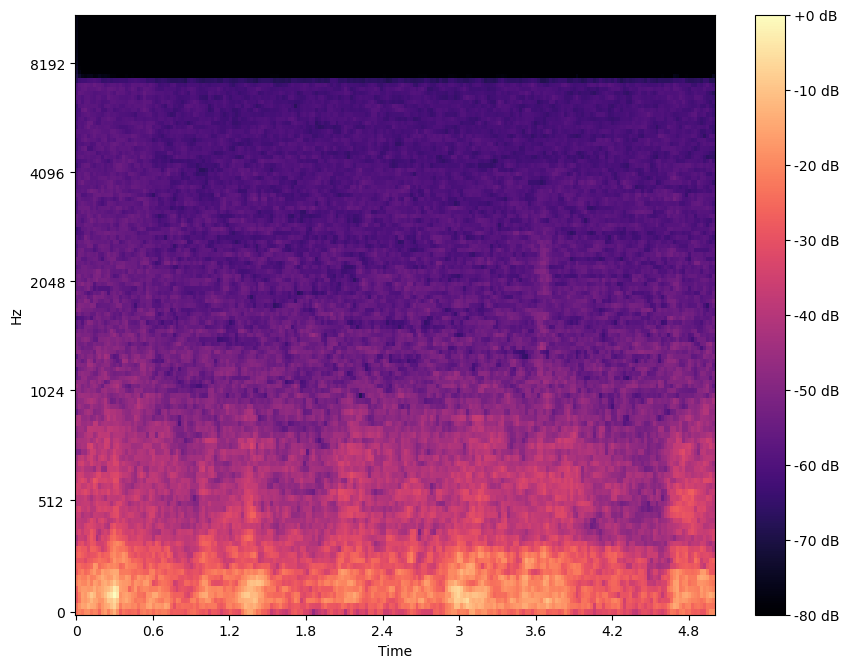 +0 dB
8192
-10 dB
-20 dB
4096
-30 dB
2048
-40 dB
Hz
1024
-50 dB
-60 dB
512
-70 dB
0
-80 dB
0 0.6 1.2 1.8 2.4 3 3.6 4.2 4.8
Time